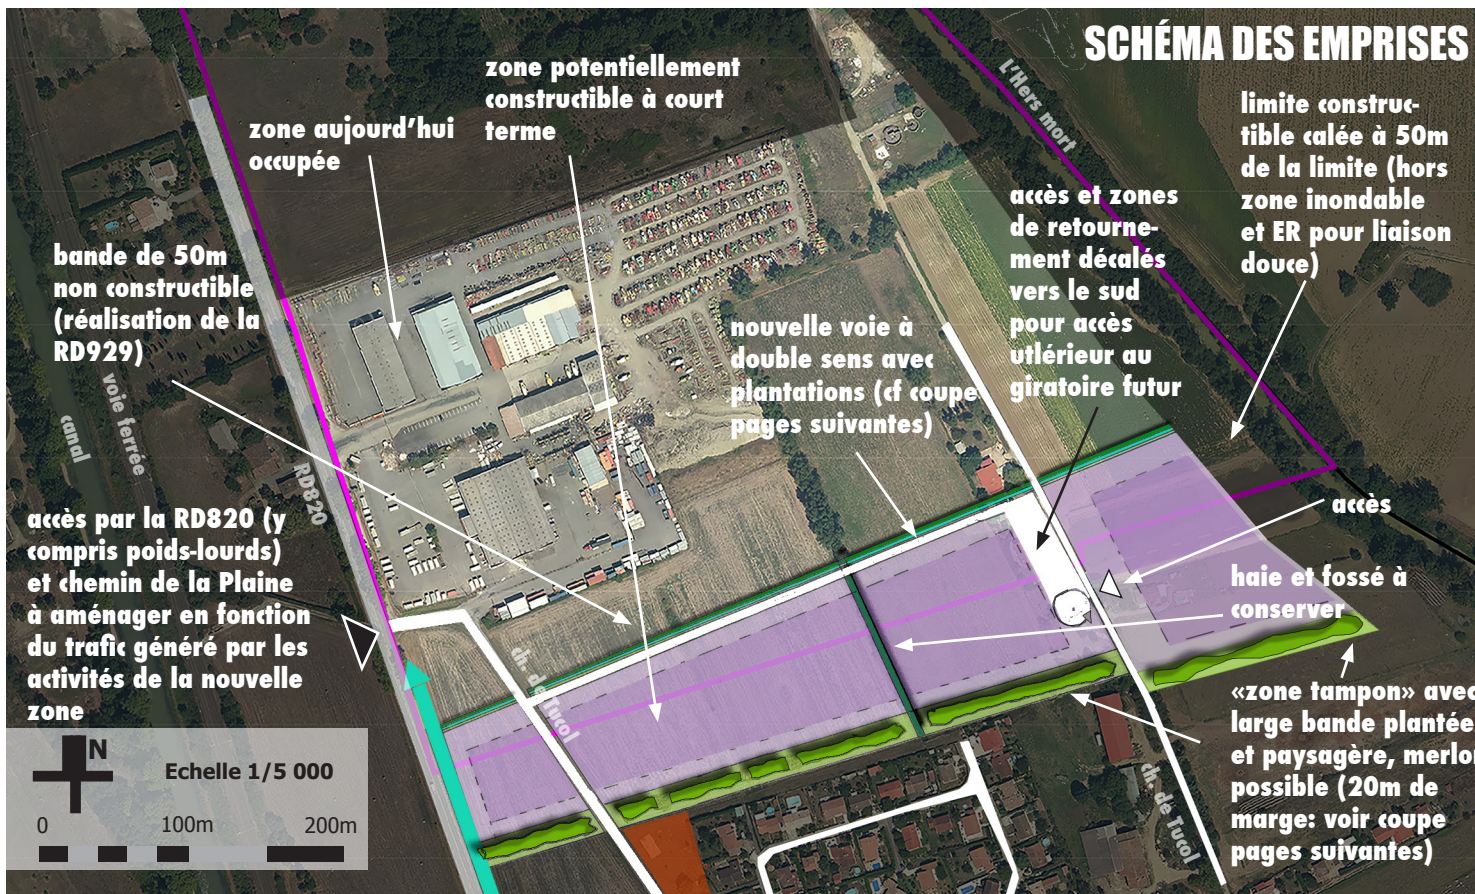 SCHÉMA DES EMPRISES
zone potentiellement
constructible à court
terme
zone aujourd’hui
occupée
L'Hers mort
limite construc-
tible calée à 50m
de la limite (hors
zone inondable
et ER pour liaison
douce)
accès et zones
de retourne-
ment décalés
vers le sud
pour accès
utlérieur au
giratoire futur
bande de 50m
non constructible
(réalisation de la
RD929)
nouvelle voie à
double sens avec
plantations (cf coupe
pages suivantes)
canal
voie ferrée
RD820
accès par la RD820 (y
compris poids-lourds)
et chemin de la Plaine
à aménager en fonction
du trafic généré par les
activités de la nouvelle
zone
accès
haie et fossé à
conserver
ch. de Tucol
«zone tampon» avec
large bande plantée
et paysagère, merlon
possible (20m de
marge: voir coupe
pages suivantes)
ch. de Tucol
N
Echelle 1/5 000
0 100m 200m